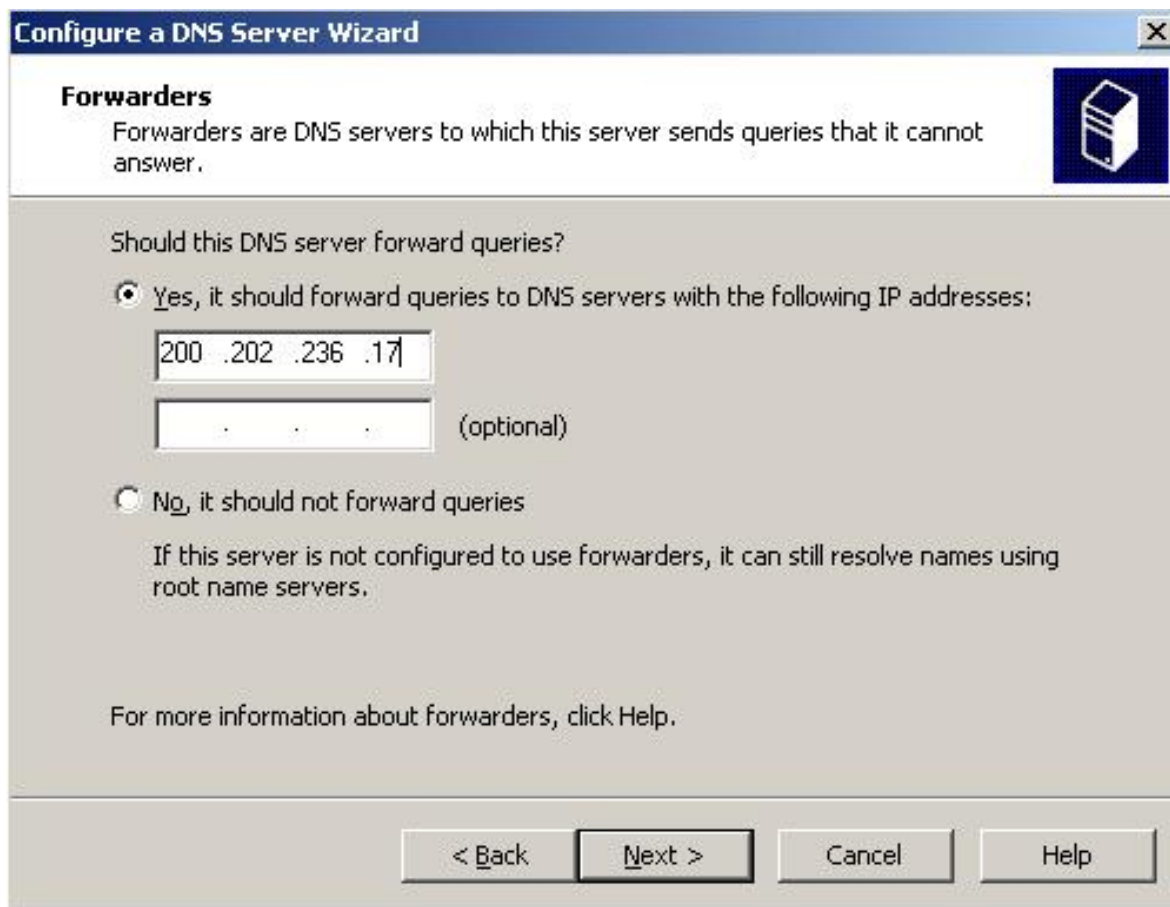 Configure a DNS Server Wizard
Forwarders
Forwarders are DNS servers to which this server sends queries that it cannot
answer.
Should this DNS server forward queries?
Yes, it should forward queries to DNS servers with the following IP addresses:
200 .202 .236 .17
. . . (optional)
No, it should not forward queries
If this server is not configured to use forwarders, it can still resolve names using
root name servers.
For more information about forwarders, click Help.
< Back Next > Cancel Help